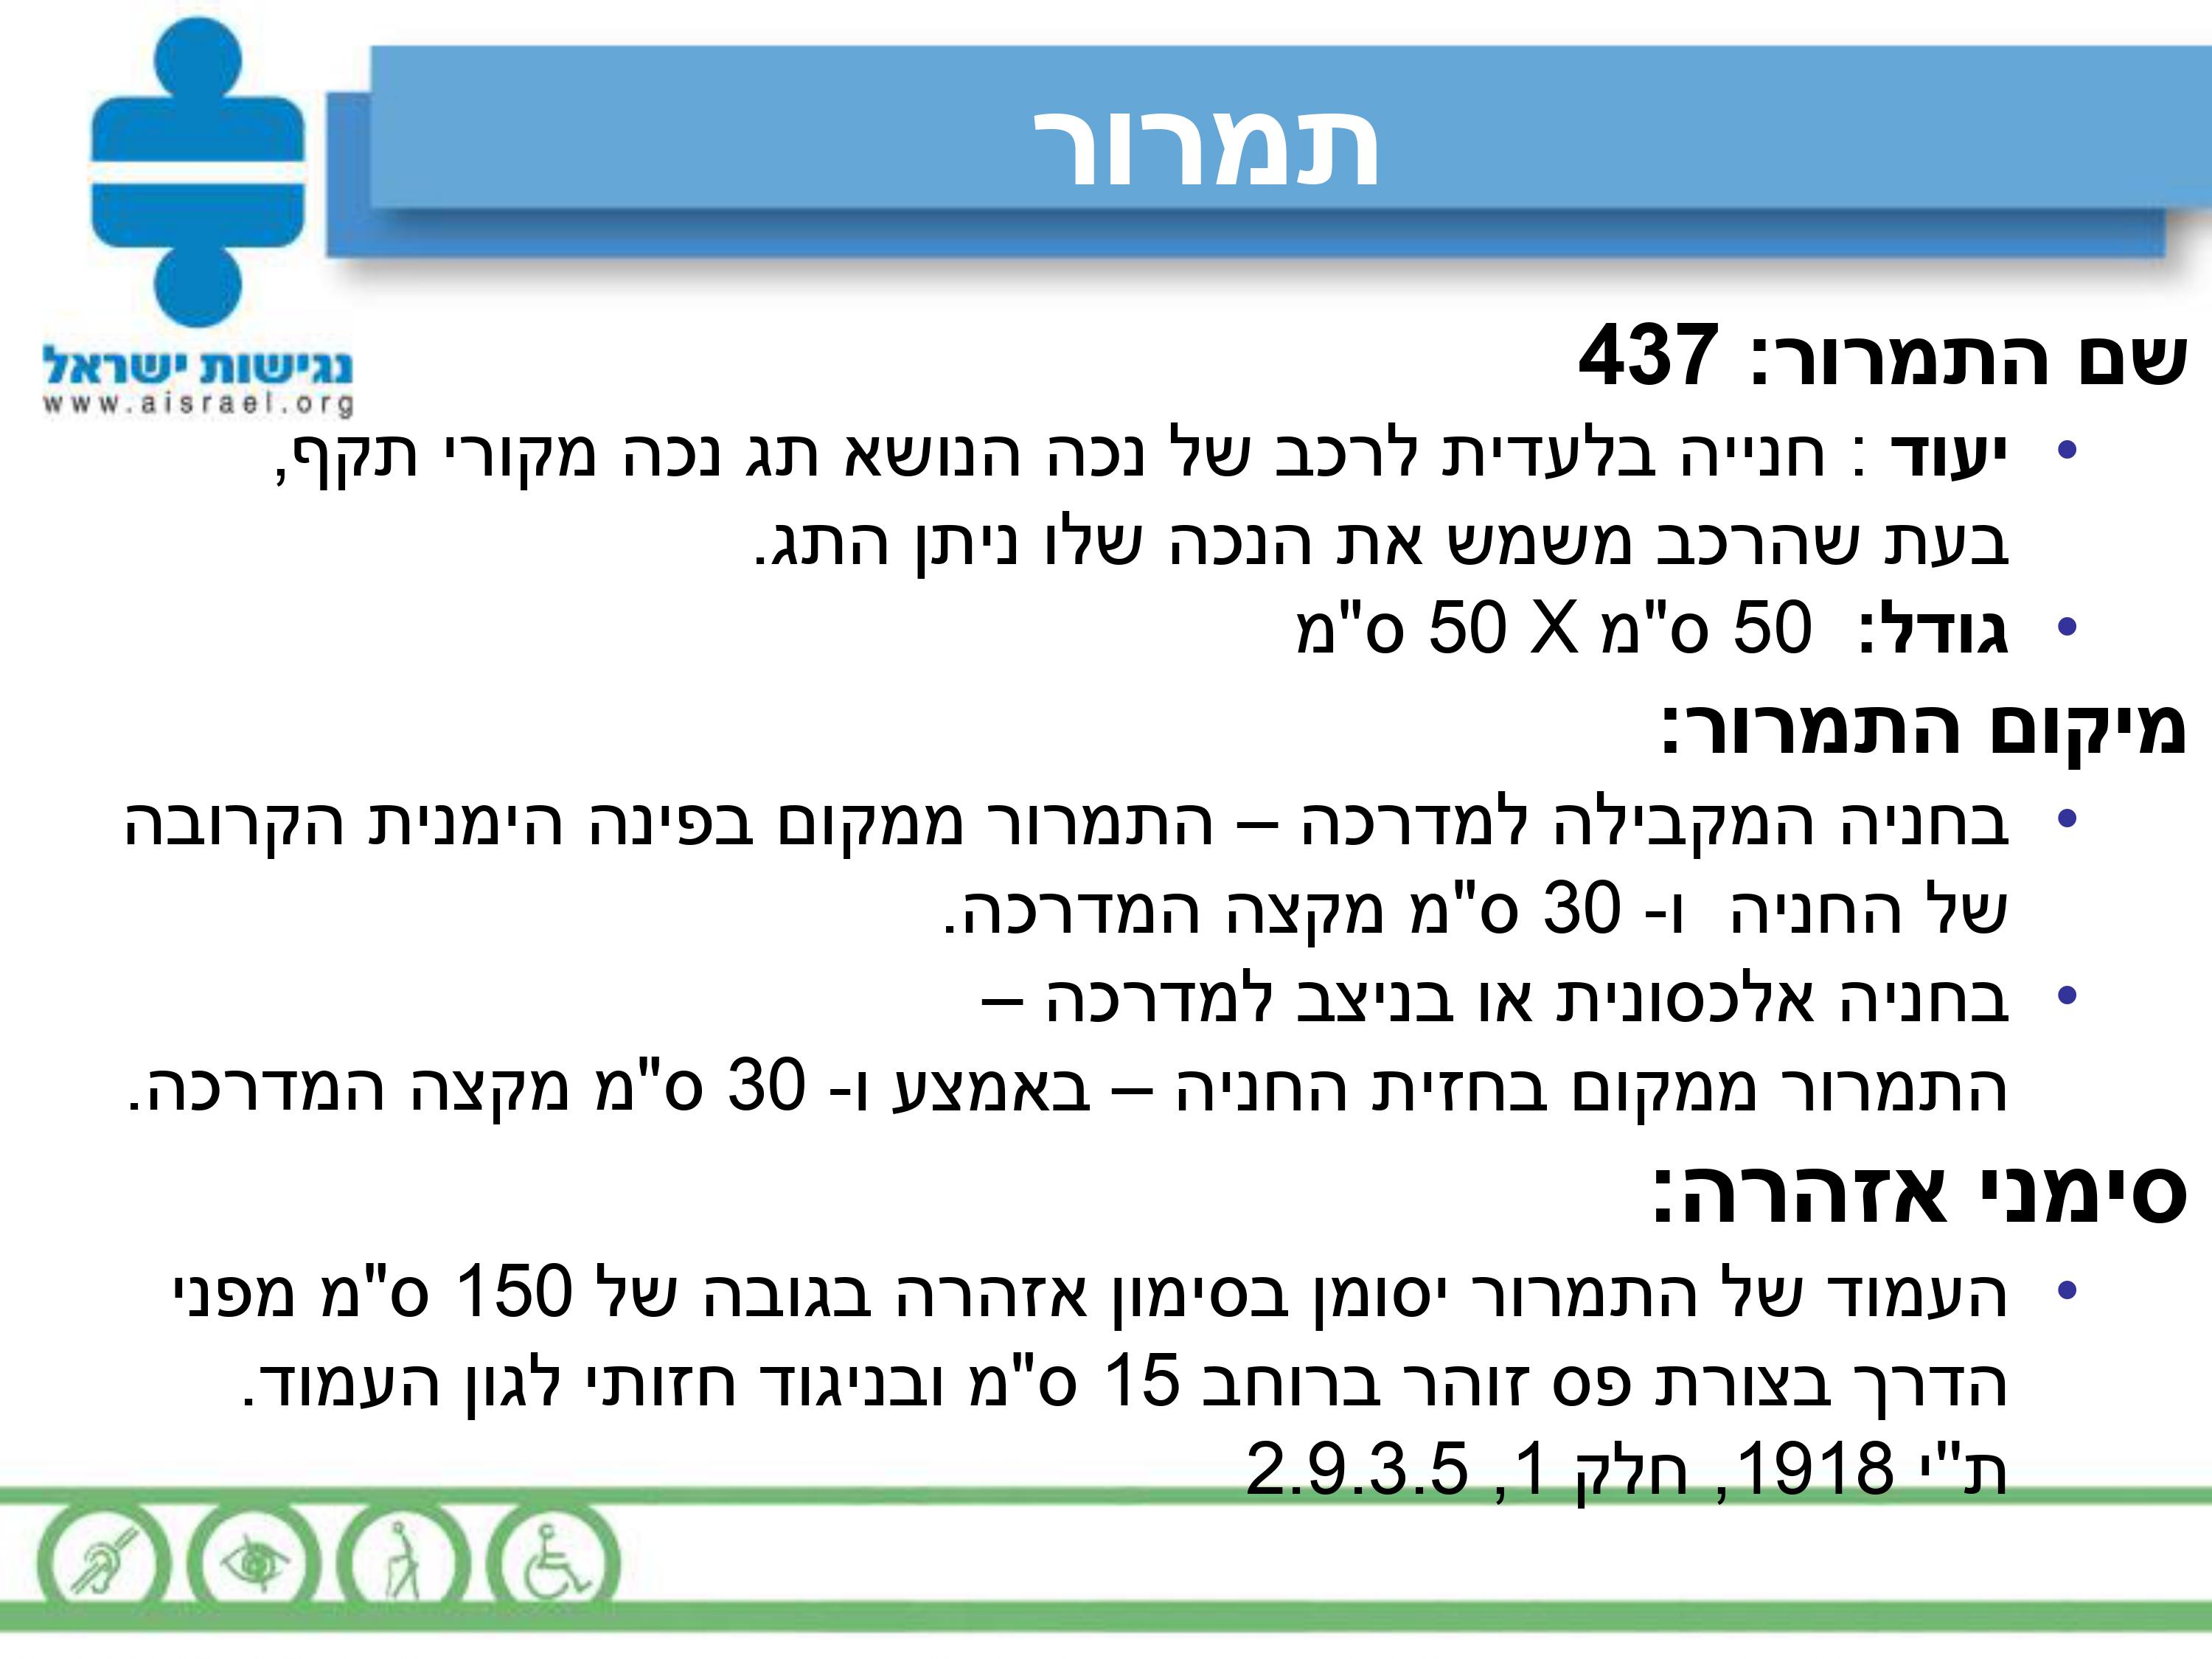 תמרור
נגישות ישראל
www.aisrael.org
שם התמרור: 437
• יעוד : חנייה בלעדית לרכב של נכה הנושא תג נכה מקורי תקף,
בעת שהרכב משמש את הנכה שלו ניתן התג.
• גודל:  50 ס"מ X 50 ס"מ
מיקום התמרור:
• בחניה המקבילה למדרכה – התמרור ממקום בפינה הימנית הקרובה
של החניה  ו- 30 ס"מ מקצה המדרכה.
• בחניה אלכסונית או בניצב למדרכה –
התמרור ממקום בחזית החניה – באמצע ו- 30 ס"מ מקצה המדרכה.
סימני אזהרה:
• העמוד של התמרור יסומן בסימון אזהרה בגובה של 150 ס"מ מפני
הדרך בצורת פס זוהר ברוחב 15 ס"מ ובניגוד חזותי לגון העמוד.
ת"י 1918, חלק 1, 2.9.3.5